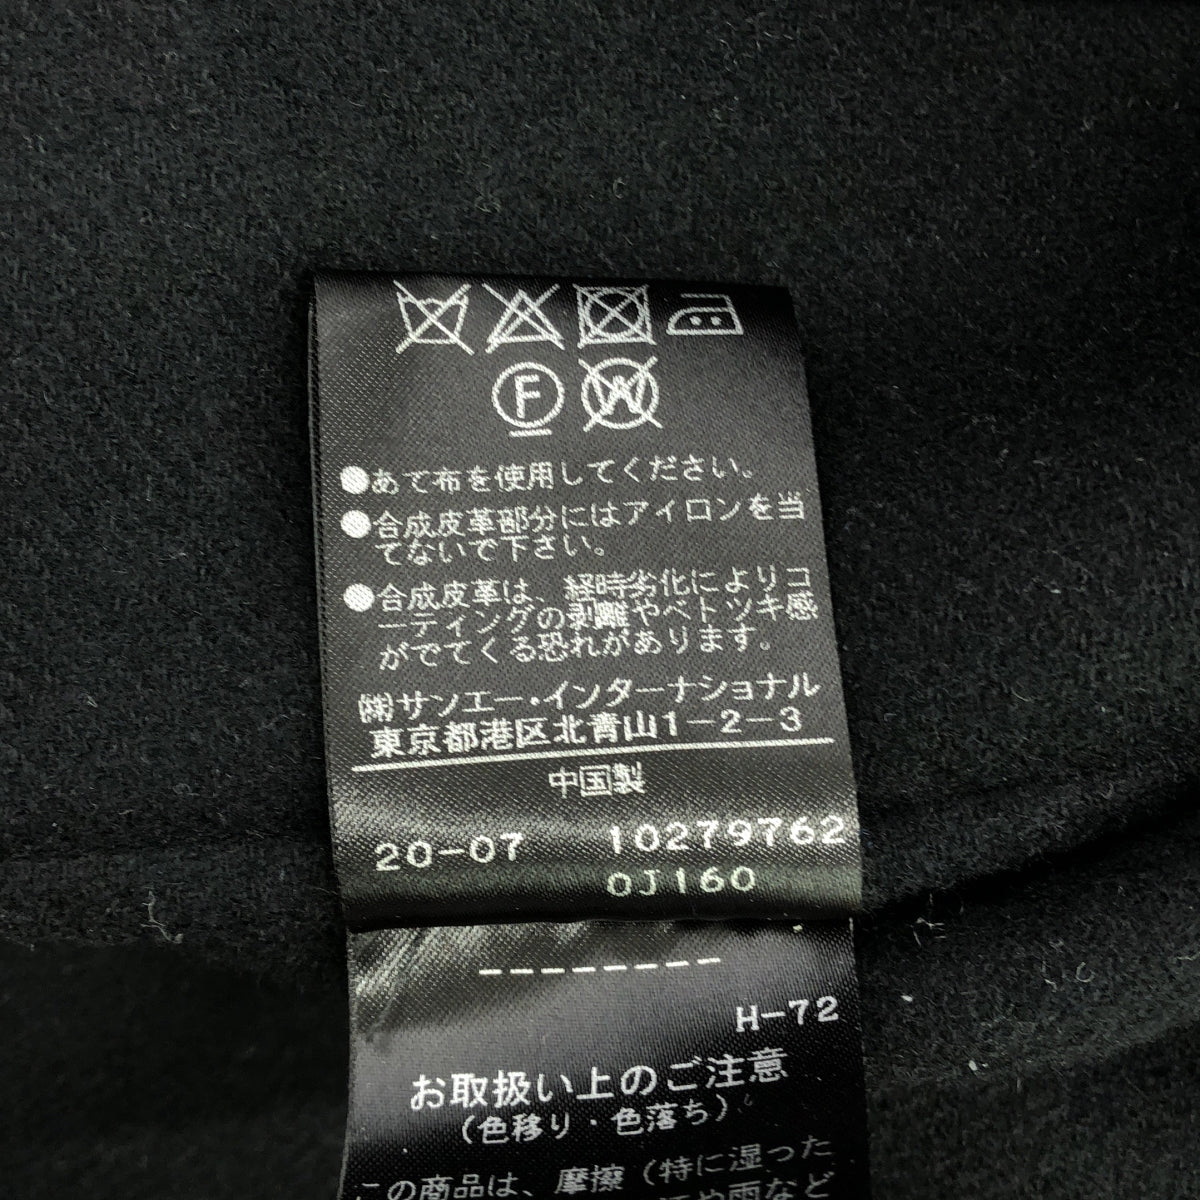 F W
●あて布を使用してください。
●合成皮革部分にはアイロンを当
てないで下さい。
●合成皮革は、経時劣化によりコ
ーティングの剥離やベトツキ感
がでてくる恐れがあります。
㈱サンエー・インターナショナル
東京都港区北青山1-2-3
中国製
20-07 10279762
0J160
---------
H-72
お取扱い上のご注意
(色移り・色落ち)
この商品は、摩擦(特に湿った
や雨など